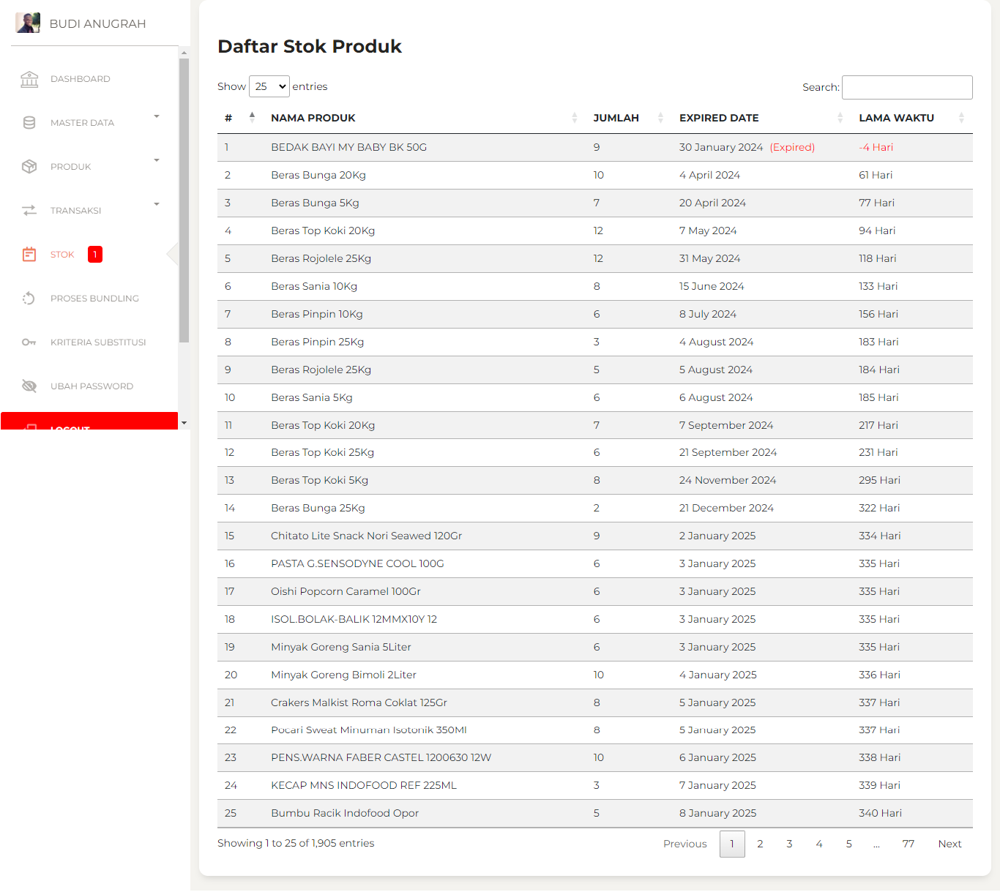 BUDI ANUGRAH
DASHBOARD
MASTER DATA
PRODUK
TRANSAKSI
STOK 1
PROSES BUNDLING
KRITERIA SUBSTITUSI
UBAH PASSWORD
LOGOUT
Daftar Stok Produk
Show 25 entries Search:
# NAMA PRODUK JUMLAH EXPIRED DATE LAMA WAKTU
1 BEDAK BAYI MY BABY BK 50G 9 30 January 2024 (Expired) -4 Hari
2 Beras Bunga 20Kg 10 4 April 2024 61 Hari
3 Beras Bunga 5Kg 7 20 April 2024 77 Hari
4 Beras Top Koki 20Kg 12 7 May 2024 94 Hari
5 Beras Rojolele 25Kg 12 31 May 2024 118 Hari
6 Beras Sania 10Kg 8 15 June 2024 133 Hari
7 Beras Pinpin 10Kg 6 8 July 2024 156 Hari
8 Beras Pinpin 25Kg 3 4 August 2024 183 Hari
9 Beras Rojolele 25Kg 5 5 August 2024 184 Hari
10 Beras Sania 5Kg 6 6 August 2024 185 Hari
11 Beras Top Koki 20Kg 7 7 September 2024 217 Hari
12 Beras Top Koki 25Kg 6 21 September 2024 231 Hari
13 Beras Top Koki 5Kg 8 24 November 2024 295 Hari
14 Beras Bunga 25Kg 2 21 December 2024 322 Hari
15 Chitato Lite Snack Nori Seawed 120Gr 9 2 January 2025 334 Hari
16 PASTA G.SENSODYNE COOL 100G 6 3 January 2025 335 Hari
17 Oishi Popcorn Caramel 100Gr 6 3 January 2025 335 Hari
18 ISOL.BOLAK-BALIK 12MMX10Y 12 6 3 January 2025 335 Hari
19 Minyak Goreng Sania 5Liter 6 3 January 2025 335 Hari
20 Minyak Goreng Bimoli 2Liter 10 4 January 2025 336 Hari
21 Crakers Malkist Roma Coklat 125Gr 8 5 January 2025 337 Hari
22 Pocari Sweat Minuman Isotonik 350Ml 8 5 January 2025 337 Hari
23 PENS.WARNA FABER CASTEL 1200630 12W 10 6 January 2025 338 Hari
24 KECAP MNS INDOFOOD REF 225ML 3 7 January 2025 339 Hari
25 Bumbu Racik Indofood Opor 5 8 January 2025 340 Hari
Showing 1 to 25 of 1,905 entries Previous 1 2 3 4 5 ... 77 Next